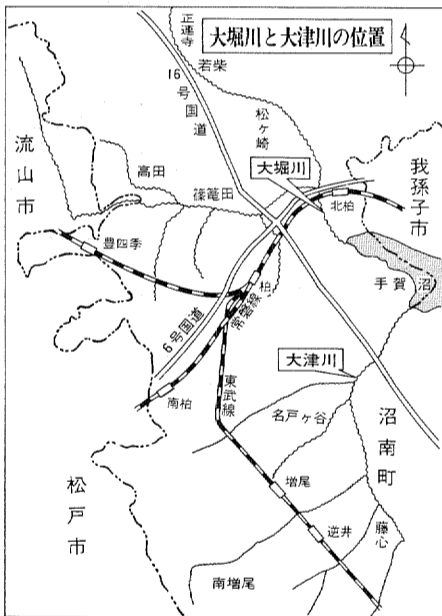 大堀川と大津川の位置
正連寺
若柴
16号国道
松ヶ崎
流山市
高田
大堀川
我孫子市
篠籠田
北柏
豊四季
柏
手賀沼
6号国道
常磐線
大津川
東武線
南柏
名戸ヶ谷
沼南町
松戸市
増尾
逆井
藤心
南増尾